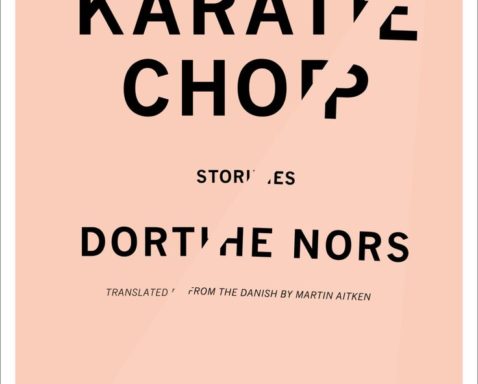 KARATE
CHOP
STORIES
DORTHE NORS
TRANSLATED FROM THE DANISH BY MARTIN AITKEN